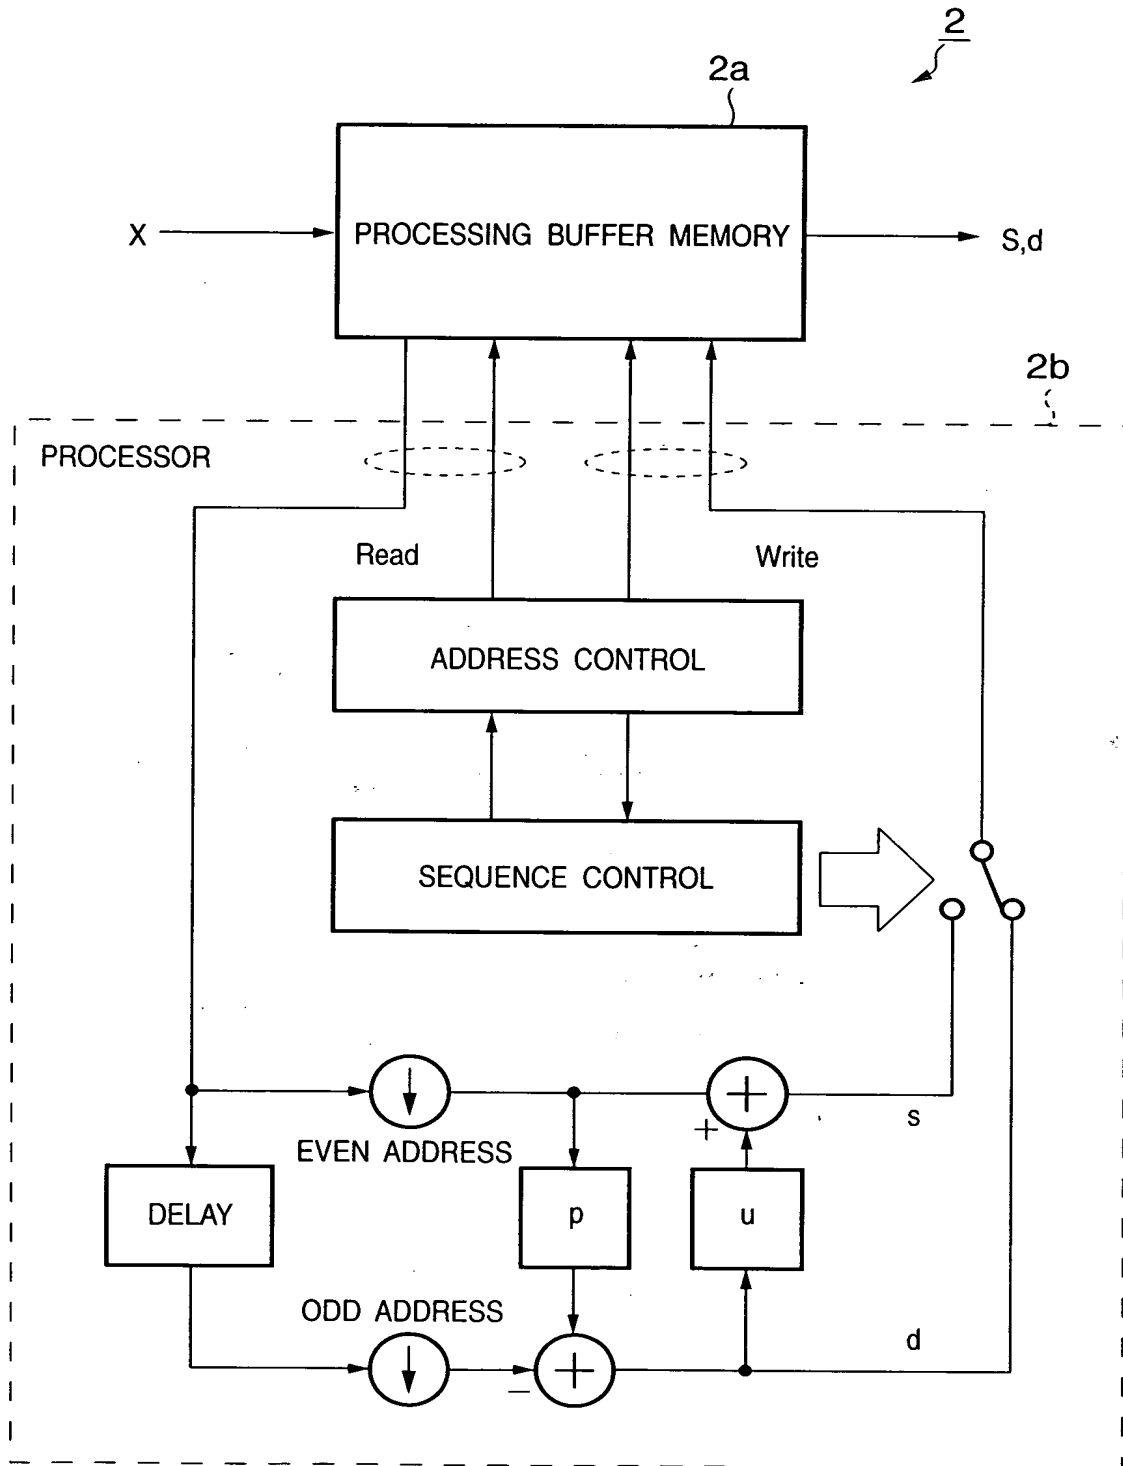 2
2a
X
PROCESSING BUFFER MEMORY
S,d
2b
PROCESSOR
Read
Write
ADDRESS CONTROL
SEQUENCE CONTROL
+
+
s
EVEN ADDRESS
DELAY
p
u
ODD ADDRESS
d
+
−